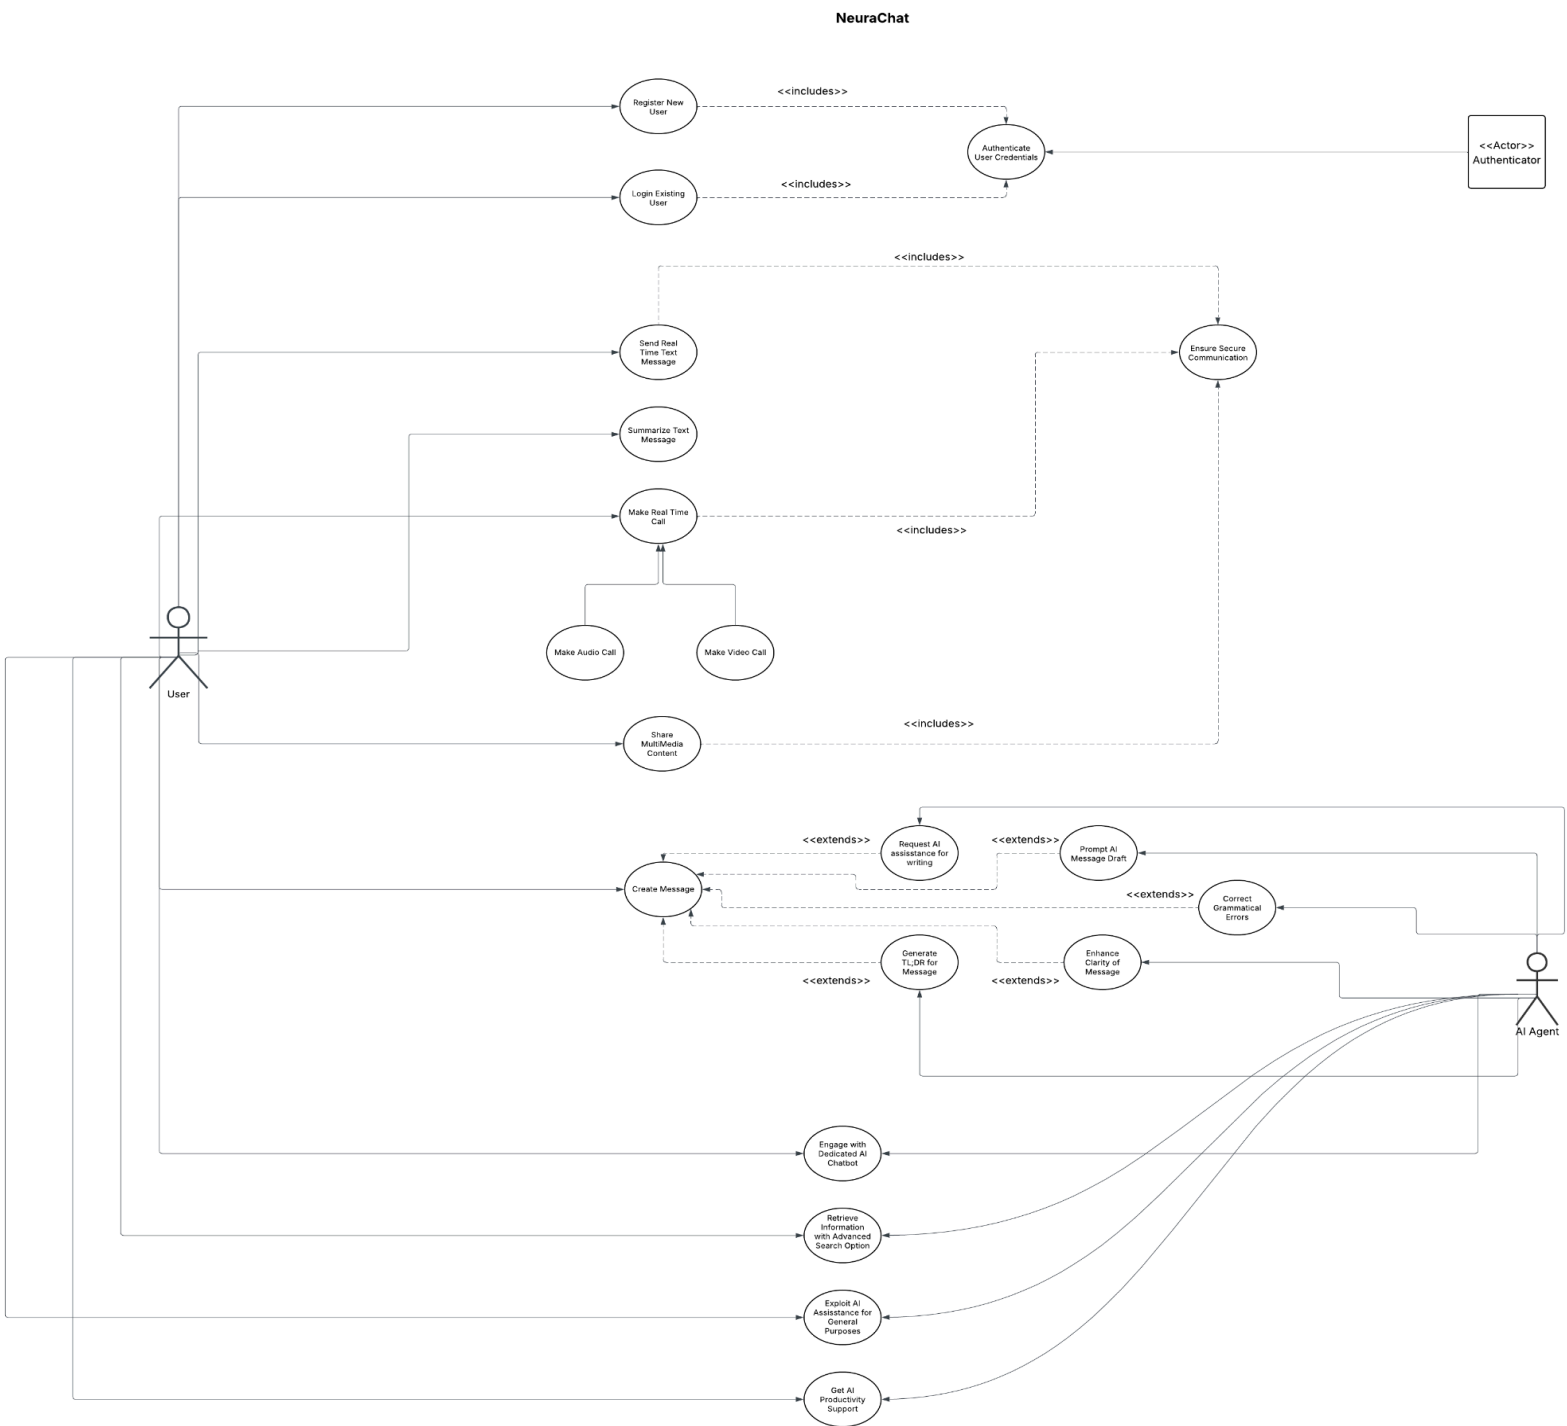 NeuraChat
<<includes>>
Register New
User
<<Actor>>
Authenticator
Authenticate
User Credentials
<<includes>>
Login Existing
User
<<includes>>
Send Real
Time Text
Message
Ensure Secure
Communication
Summarize Text
Message
Make Real Time
Call
<<includes>>
Make Audio Call
Make Video Call
User
Share
MultiMedia
Content
<<includes>>
<<extends>>
Request AI
assisstance for
writing
<<extends>>
Prompt AI
Message Draft
Create Message
<<extends>>
Correct
Grammatical
Errors
Generate
TL;DR for
Message
<<extends>>
Enhance
Clarity of
Message
<<extends>>
AI Agent
Engage with
Dedicated AI
Chatbot
Retrieve
Information
with Advanced
Search Option
Exploit AI
Assisstance for
General
Purposes
Get AI
Productivity
Support